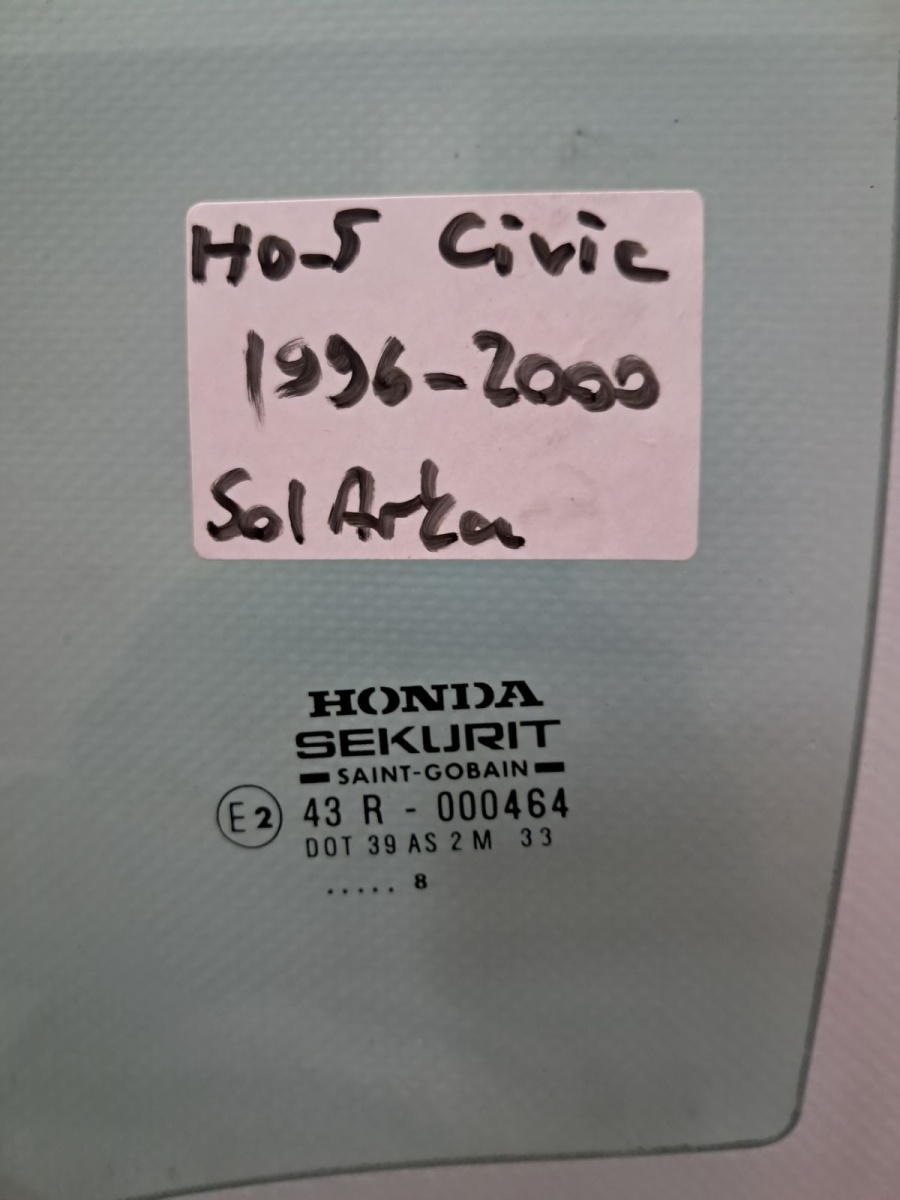 Ho-5 Civic
1996-2000
Sol Arka
HONDA
SEKURIT
SAINT-GOBAIN
E2 43 R - 000464
DOT 39 AS 2 M 33
..... 8